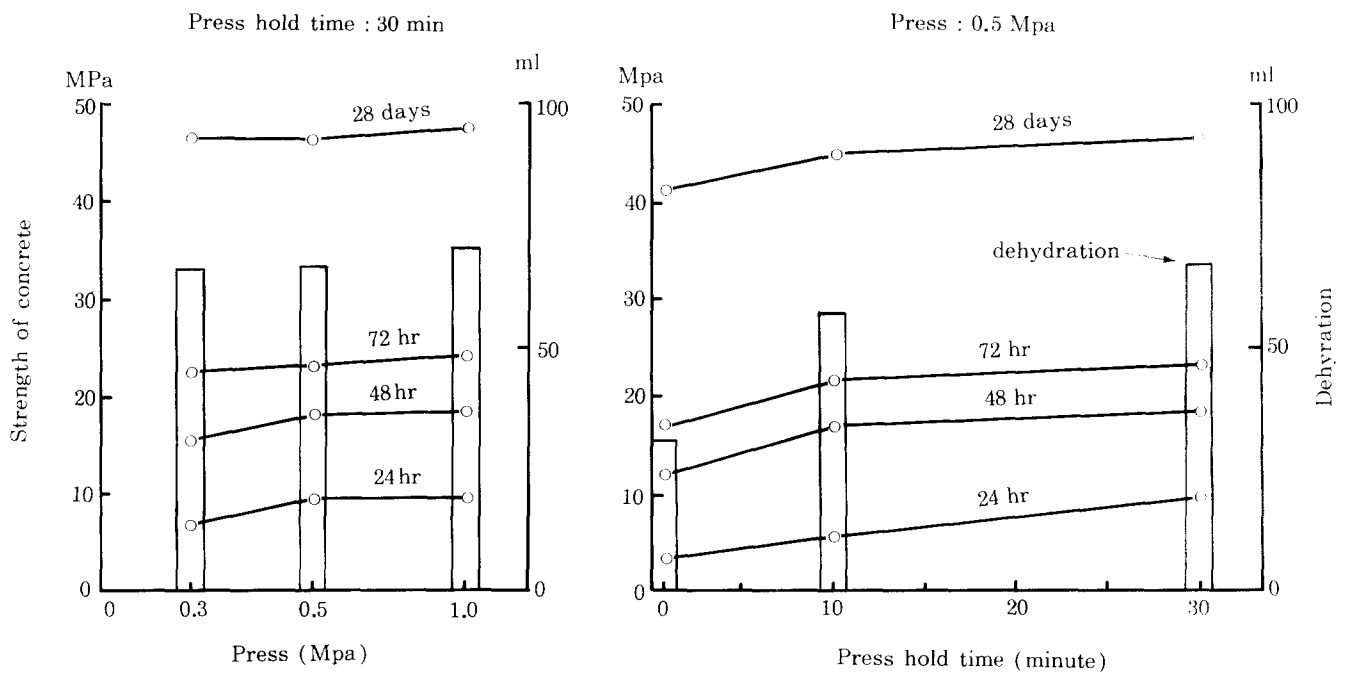 Press hold time : 30 min
MPa
ml
50
40
30
20
10
0
100
50
0
28 days
72 hr
48 hr
24 hr
0 0.3 0.5 1.0
Press (Mpa)
Strength of concrete
Press : 0.5 Mpa
Mpa
ml
50
40
30
20
10
0
100
50
0
28 days
dehydration
72 hr
48 hr
24 hr
0 10 20 30
Press hold time (minute)
Dehyration